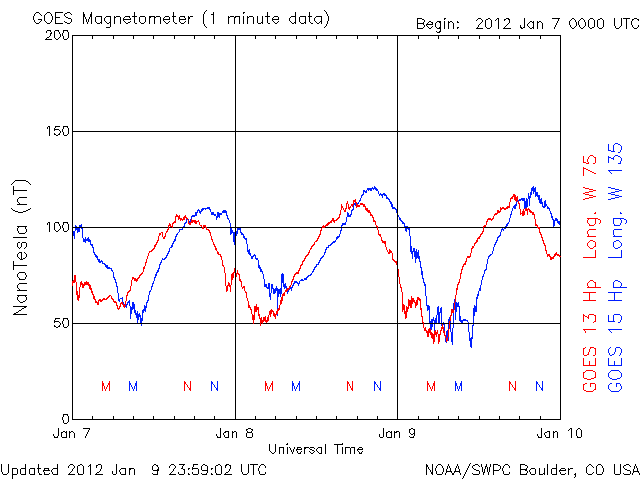 GOES Magnetometer (1 minute data)
Begin: 2012 Jan 7 0000 UTC
200
150
100
50
0
NanoTesla (nT)
M M N N M M N N M M N N
Jan 7 Jan 8 Jan 9 Jan 10
Universal Time
GOES 13 Hp Long. W 75
GOES 15 Hp Long. W 135
Updated 2012 Jan 9 23:59:02 UTC
NOAA/SWPC Boulder, CO USA